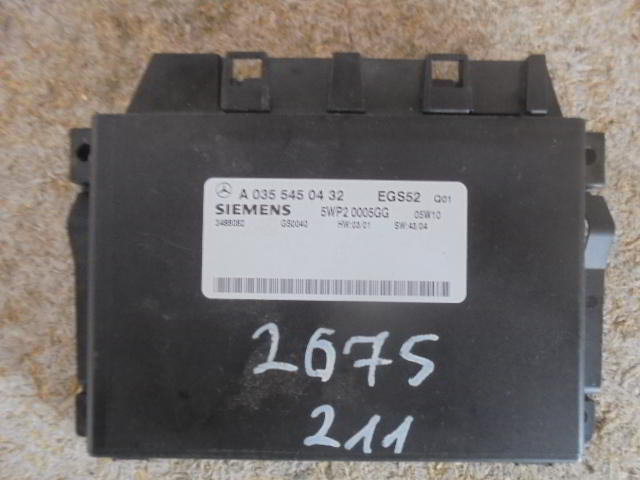 A 035 545 04 32 EGS52 Q01
SIEMENS 5WP2 0005GG 05W10
3488082 GS0040 HW:03/01 SW:43/04
2675
211